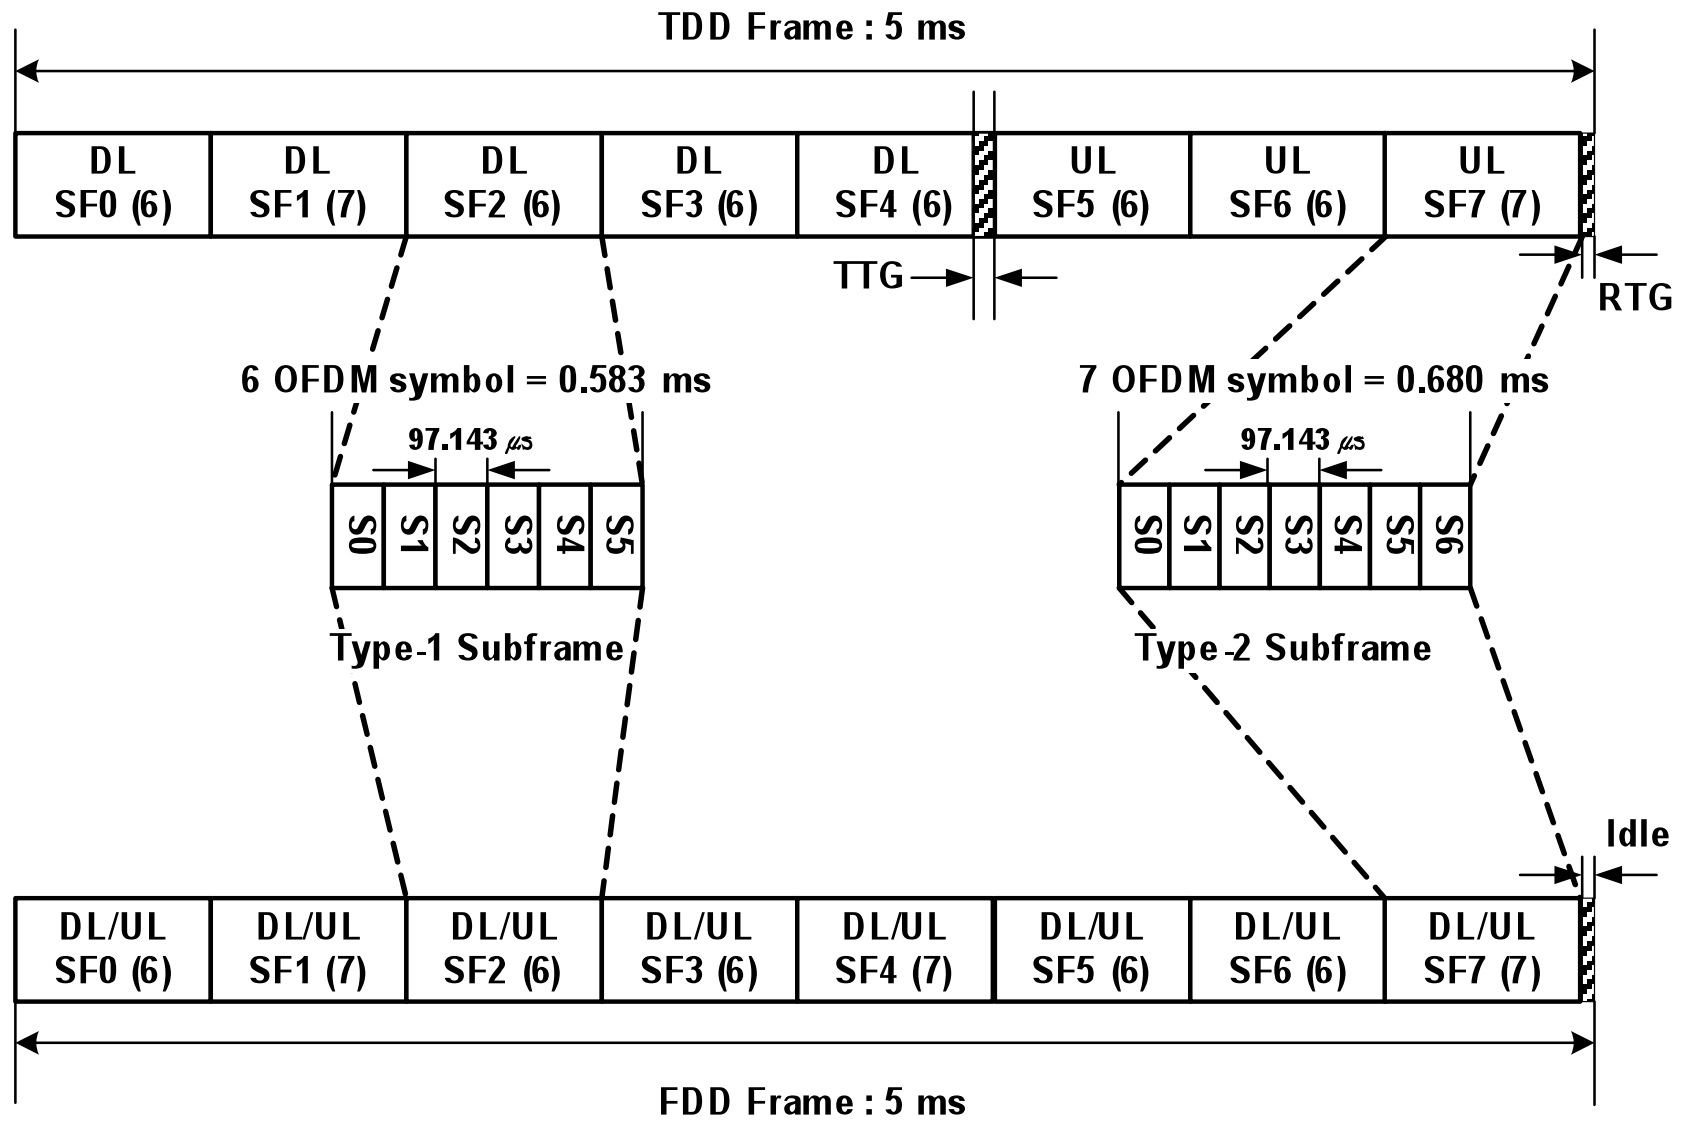 TDD Frame : 5 ms
DL DL DL DL DL UL UL UL
SF0 (6) SF1 (7) SF2 (6) SF3 (6) SF4 (6) SF5 (6) SF6 (6) SF7 (7)
TTG
RTG
6 OFDM symbol = 0.583 ms
7 OFDM symbol = 0.680 ms
97.143 μs
97.143 μs
S0 S1 S2 S3 S4 S5
S0 S1 S2 S3 S4 S5 S6
Type-1 Subframe
Type-2 Subframe
Idle
DL/UL DL/UL DL/UL DL/UL DL/UL DL/UL DL/UL DL/UL
SF0 (6) SF1 (7) SF2 (6) SF3 (6) SF4 (7) SF5 (6) SF6 (6) SF7 (7)
FDD Frame : 5 ms